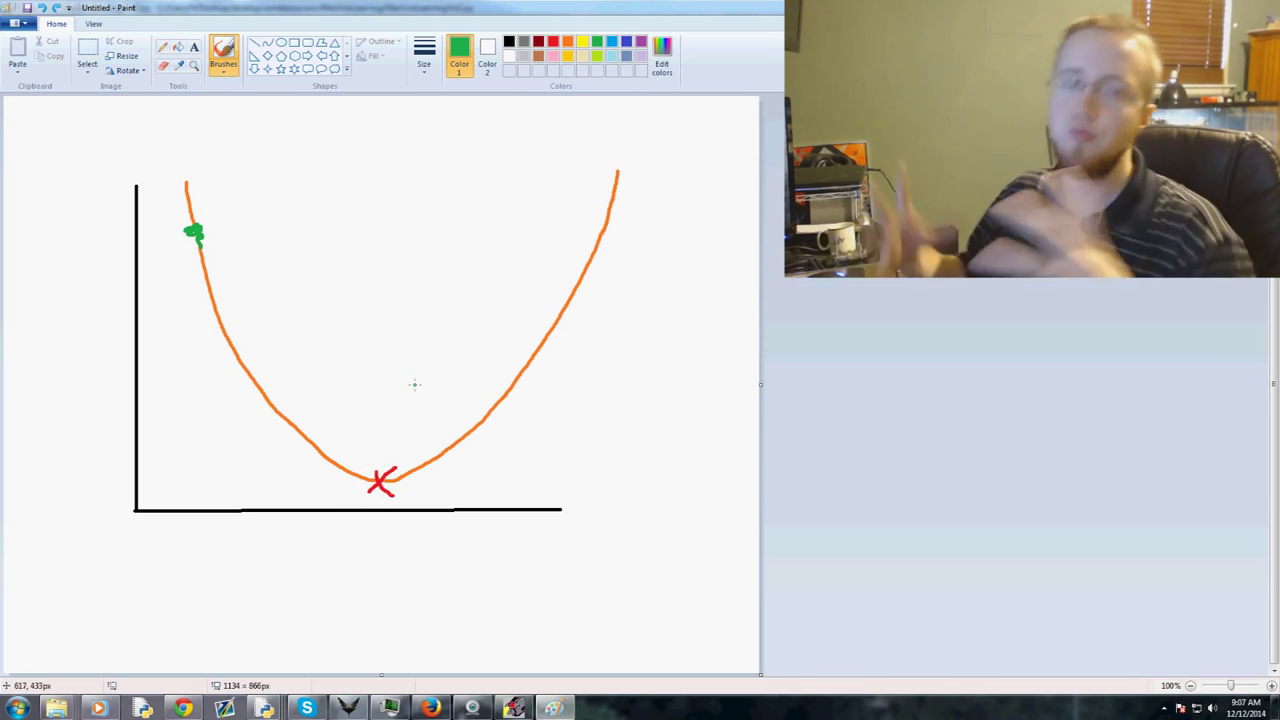 Untitled - Paint
Home
View
Paste
Cut
Copy
Clipboard
Select
Crop
Resize
Rotate
Image
Tools
Brushes
Shapes
Outline
Fill
Size
Color
1
Color
2
Edit
colors
Colors
617, 433px
1134 × 866px
100%
9:07 AM
12/12/2014